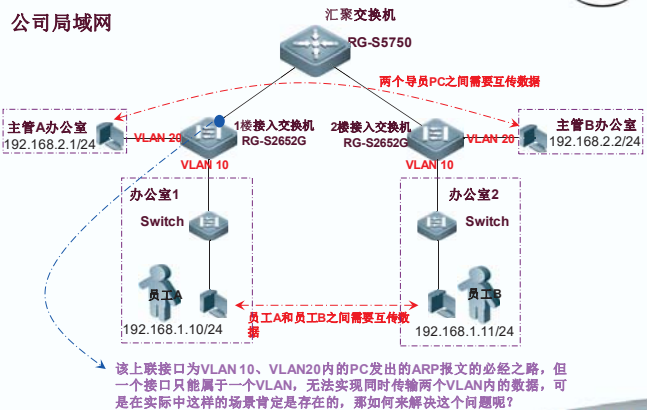 公司局域网
汇聚交换机
RG-S5750
两个导员PC之间需要互传数据
主管A办公室
192.168.2.1/24
VLAN 20
1楼接入交换机
RG-S2652G
VLAN 10
2楼接入交换机
RG-S2652G
VLAN 10
VLAN 20
主管B办公室
192.168.2.2/24
办公室1
Switch
员工A
192.168.1.10/24
员工A和员工B之间需要互传数
据
办公室2
Switch
员工B
192.168.1.11/24
该上联接口为VLAN 10、VLAN20内的PC发出的ARP报文的必经之路，但
一个接口只能属于一个VLAN，无法实现同时传输两个VLAN内的数据，可
是在实际中这样的场景肯定是存在的，那如何来解决这个问题呢？